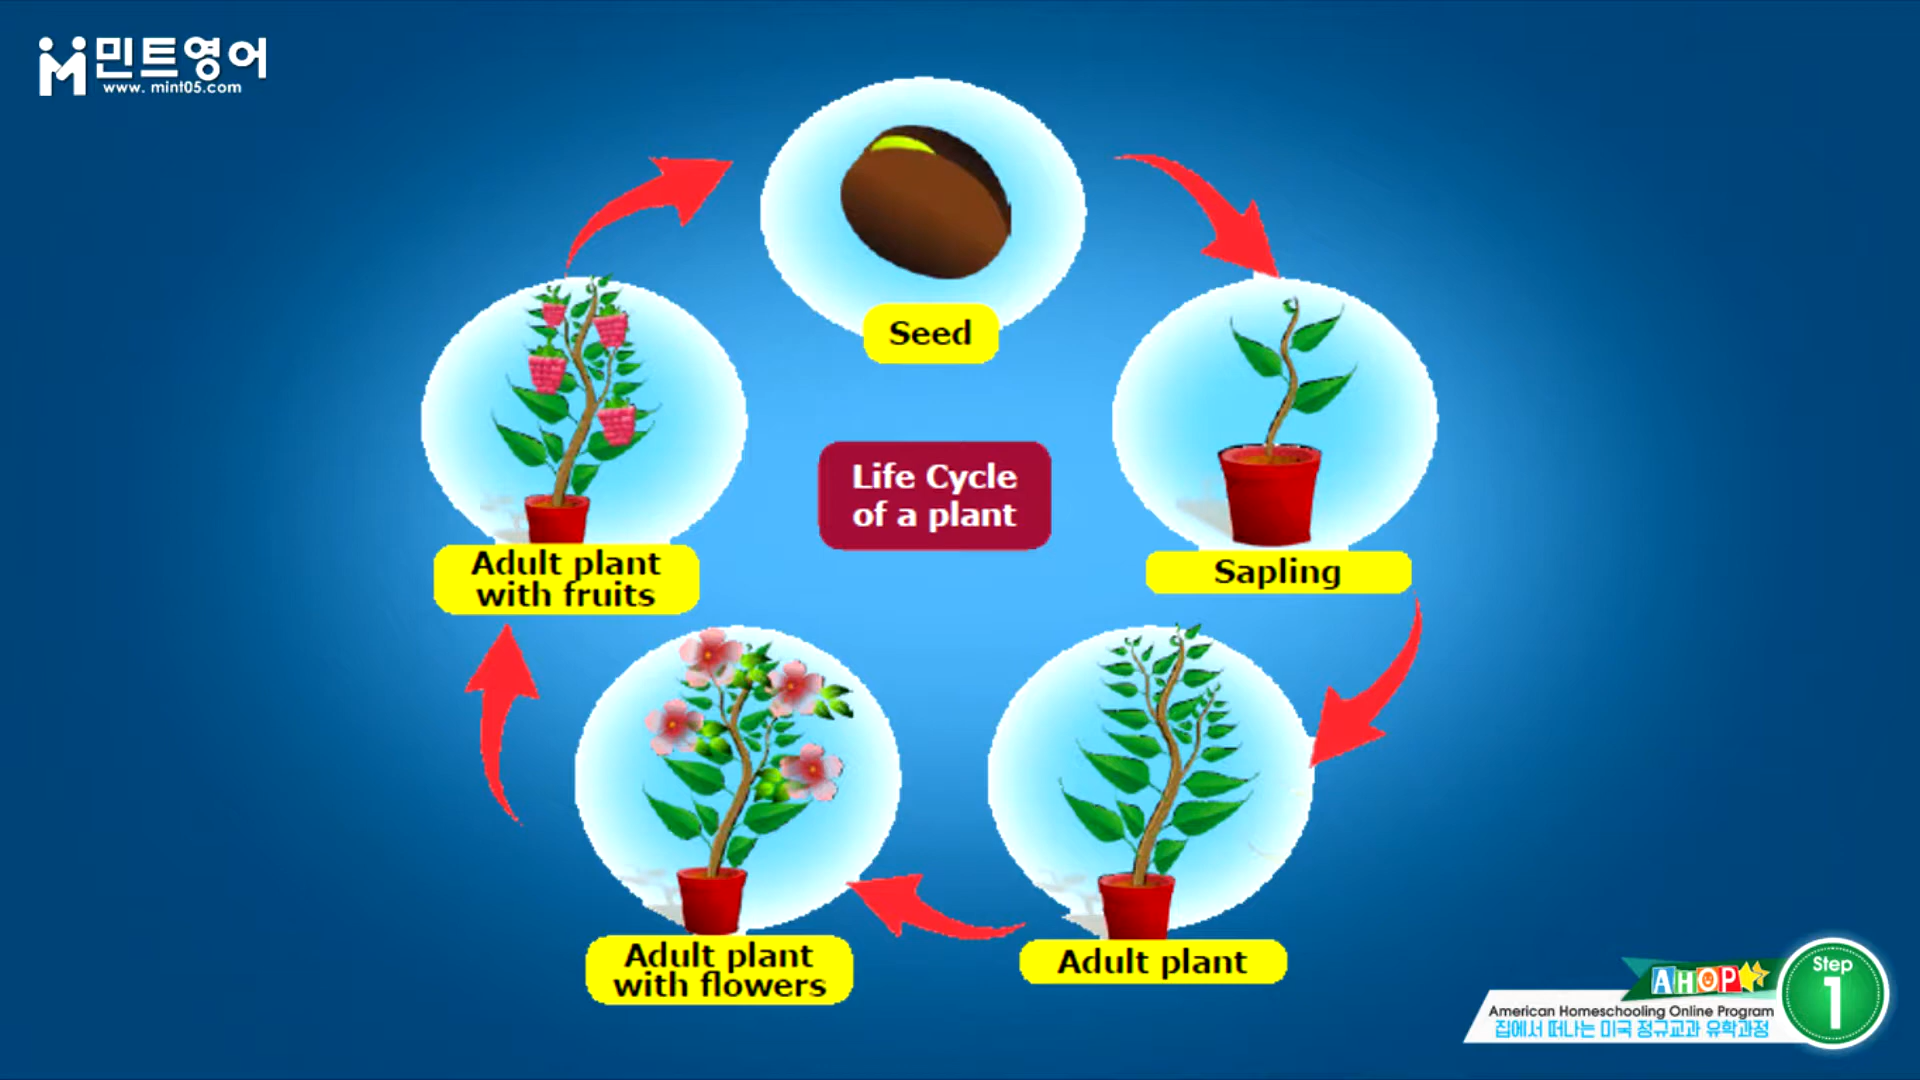 민트영어
www. mint05.com
Seed
Life Cycle
of a plant
Adult plant
with fruits
Sapling
Adult plant
with flowers
Adult plant
AHOP
Step
1
American Homeschooling Online Program
집에서 떠나는 미국 정규교과 유학과정